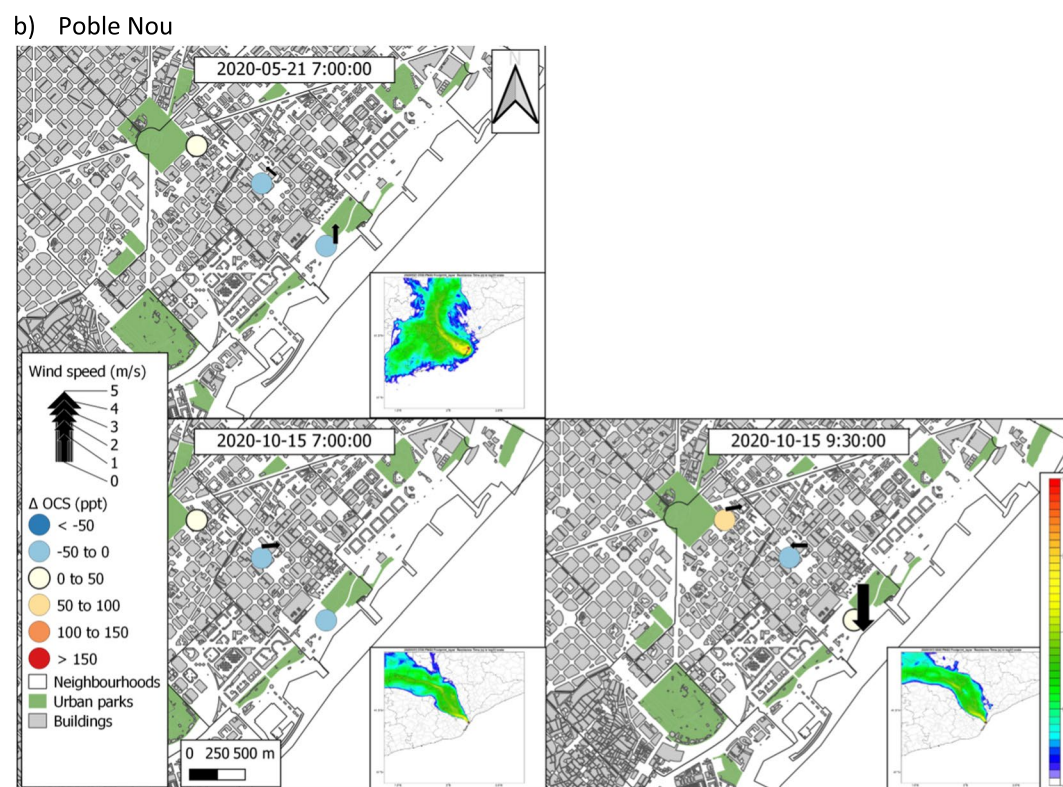 b) Poble Nou
2020-05-21 7:00:00
N
Wind speed (m/s)
5
4
3
2
1
0
Δ OCS (ppt)
< -50
-50 to 0
0 to 50
50 to 100
100 to 150
> 150
Neighbourhoods
Urban parks
Buildings
2020-10-15 7:00:00
0 250 500 m
2020-10-15 9:30:00